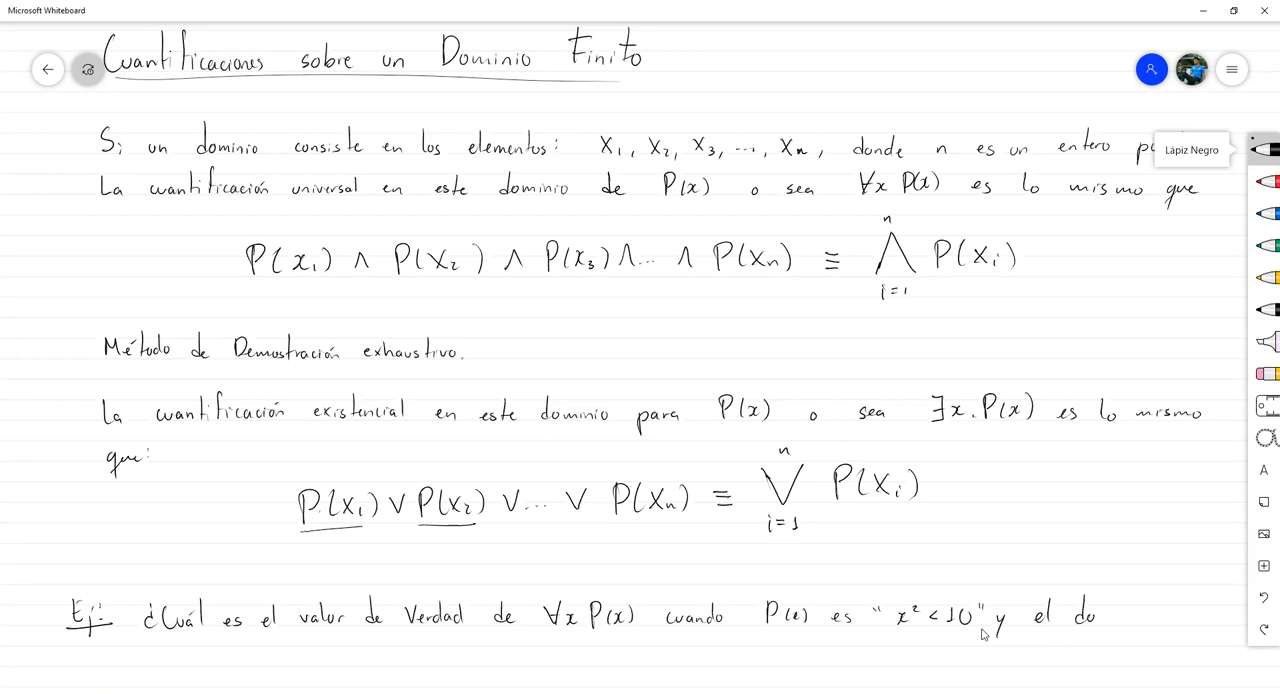 Microsoft Whiteboard
Cuantificaciones sobre un Dominio Finito
Si un dominio consiste en los elementos: x₁, x₂, x₃, ..., xₙ, donde n es un entero
Lápiz Negro
La cuantificación universal en este dominio de P(x) o sea ∀x P(x) es lo mismo que
P(x₁) ∧ P(x₂) ∧ P(x₃) ∧ ... ∧ P(xₙ) ≡ ⋀ⁿᵢ₌₁ P(xᵢ)
Método de Demostración exhaustivo.
La cuantificación existencial en este dominio para P(x) o sea ∃x.P(x) es lo mismo
que:
P(x₁) ∨ P(x₂) ∨ ... ∨ P(xₙ) ≡ ⋁ⁿᵢ₌₁ P(xᵢ)
Ej: ¿Cuál es el valor de Verdad de ∀x P(x) cuando P(x) es "x² < 10" y el do